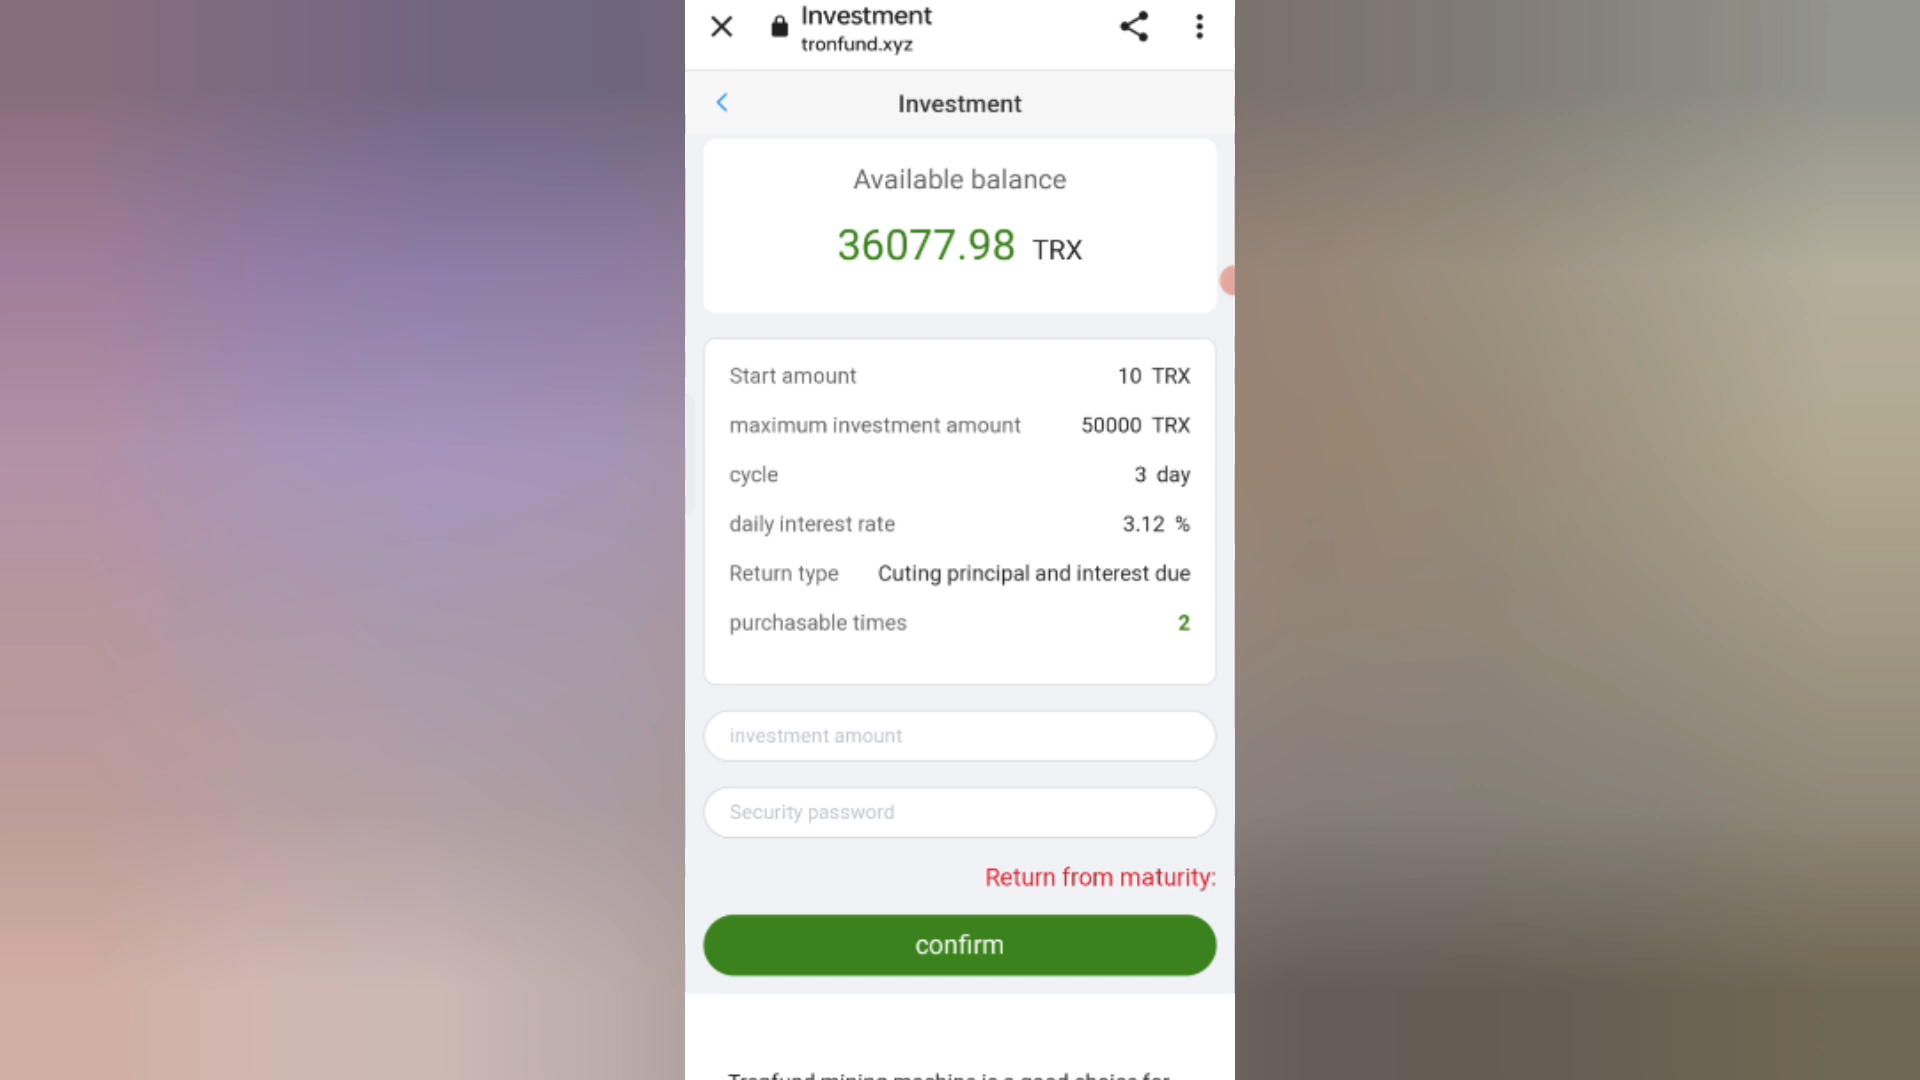 Investment
tronfund.xyz
Investment
Available balance
36077.98 TRX
Start amount 10 TRX
maximum investment amount 50000 TRX
cycle 3 day
daily interest rate 3.12 %
Return type Cuting principal and interest due
purchasable times 2
investment amount
Security password
Return from maturity:
confirm
Tronfund mining machine is a good choice for